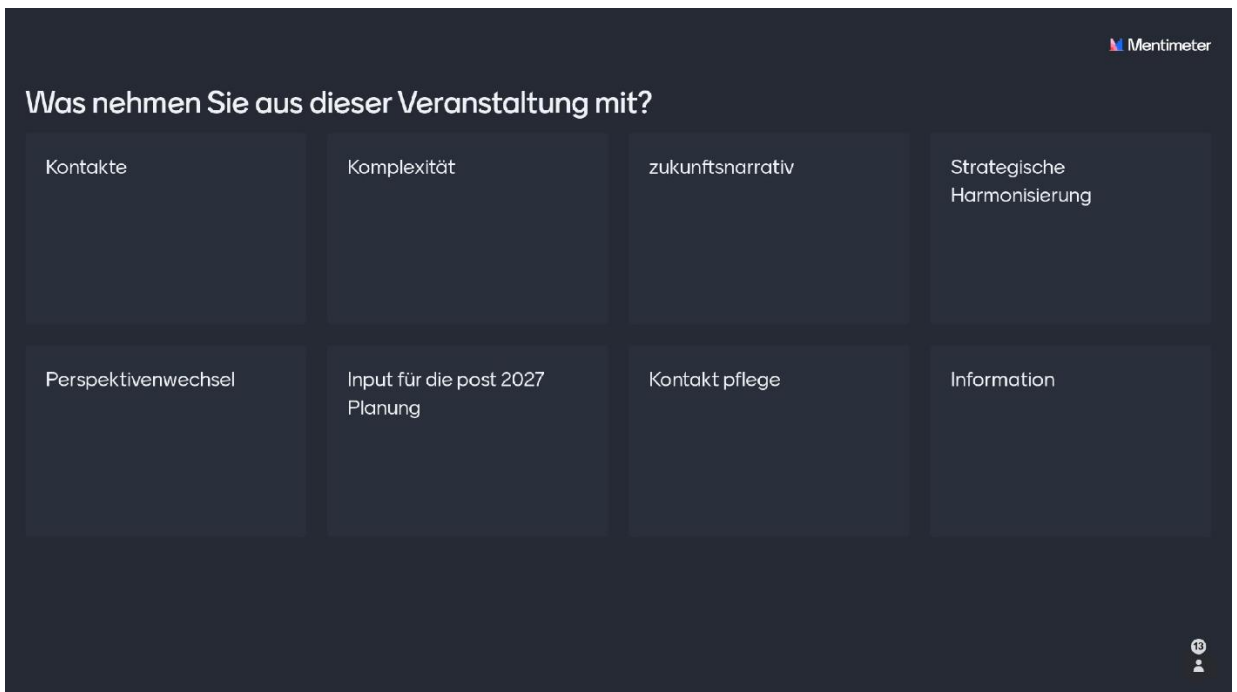 Mentimeter
Was nehmen Sie aus dieser Veranstaltung mit?
Kontakte
Komplexität
zukunftsnarrativ
Strategische
Harmonisierung
Perspektivenwechsel
Input für die post 2027
Planung
Kontakt pflege
Information
13